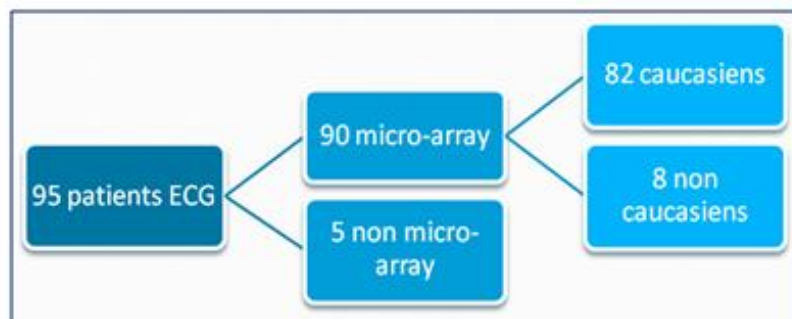 95 patients ECG
90 micro-array
5 non micro-
array
82 caucasiens
8 non
caucasiens